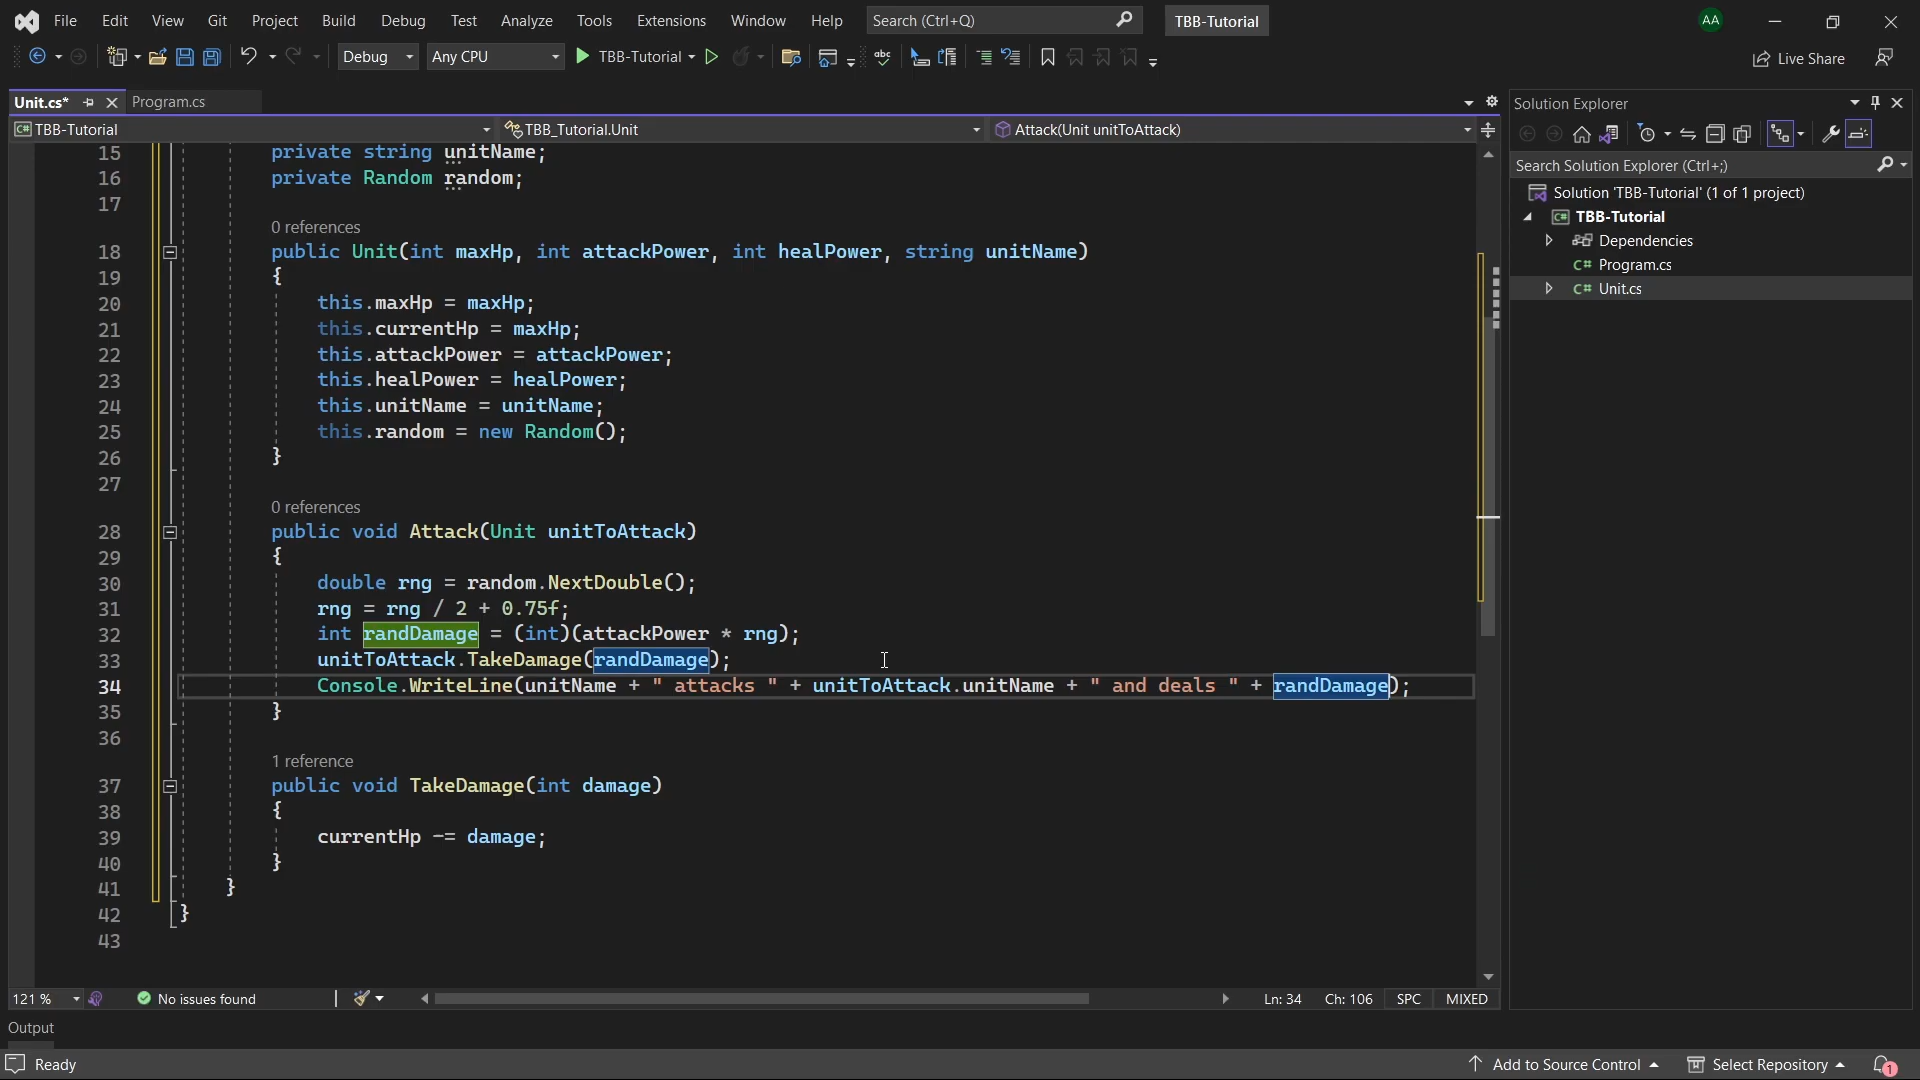 File Edit View Git Project Build Debug Test Analyze Tools Extensions Window Help Search (Ctrl+Q) TBB-Tutorial AA
Debug Any CPU TBB-Tutorial abc Live Share
Unit.cs* Program.cs
C# TBB-Tutorial TBB_Tutorial.Unit Attack(Unit unitToAttack)
15 private string unitName;
16 private Random random;
17
0 references
18 public Unit(int maxHp, int attackPower, int healPower, string unitName)
19 {
20 this.maxHp = maxHp;
21 this.currentHp = maxHp;
22 this.attackPower = attackPower;
23 this.healPower = healPower;
24 this.unitName = unitName;
25 this.random = new Random();
26 }
27
0 references
28 public void Attack(Unit unitToAttack)
29 {
30 double rng = random.NextDouble();
31 rng = rng / 2 + 0.75f;
32 int randDamage = (int)(attackPower * rng);
33 unitToAttack.TakeDamage(randDamage);
34 Console.WriteLine(unitName + " attacks " + unitToAttack.unitName + " and deals " + randDamage);
35 }
36
1 reference
37 public void TakeDamage(int damage)
38 {
39 currentHp -= damage;
40 }
41 }
42 }
43
121 % No issues found Ln: 34 Ch: 106 SPC MIXED
Solution Explorer
Search Solution Explorer (Ctrl+;)
Solution 'TBB-Tutorial' (1 of 1 project)
C# TBB-Tutorial
Dependencies
C# Program.cs
C# Unit.cs
Output
Ready Add to Source Control Select Repository 1